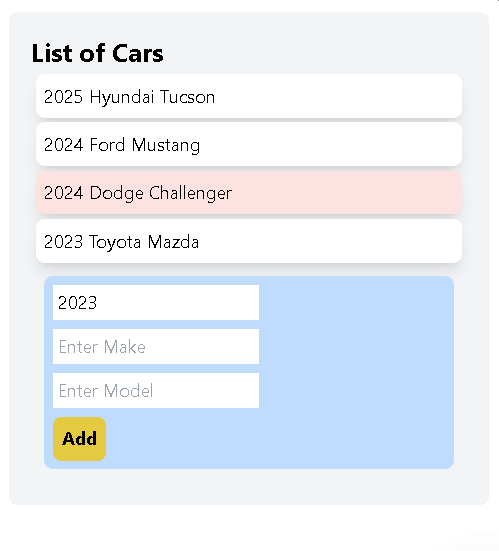 List of Cars
2025 Hyundai Tucson
2024 Ford Mustang
2024 Dodge Challenger
2023 Toyota Mazda
2023
Enter Make
Enter Model
Add